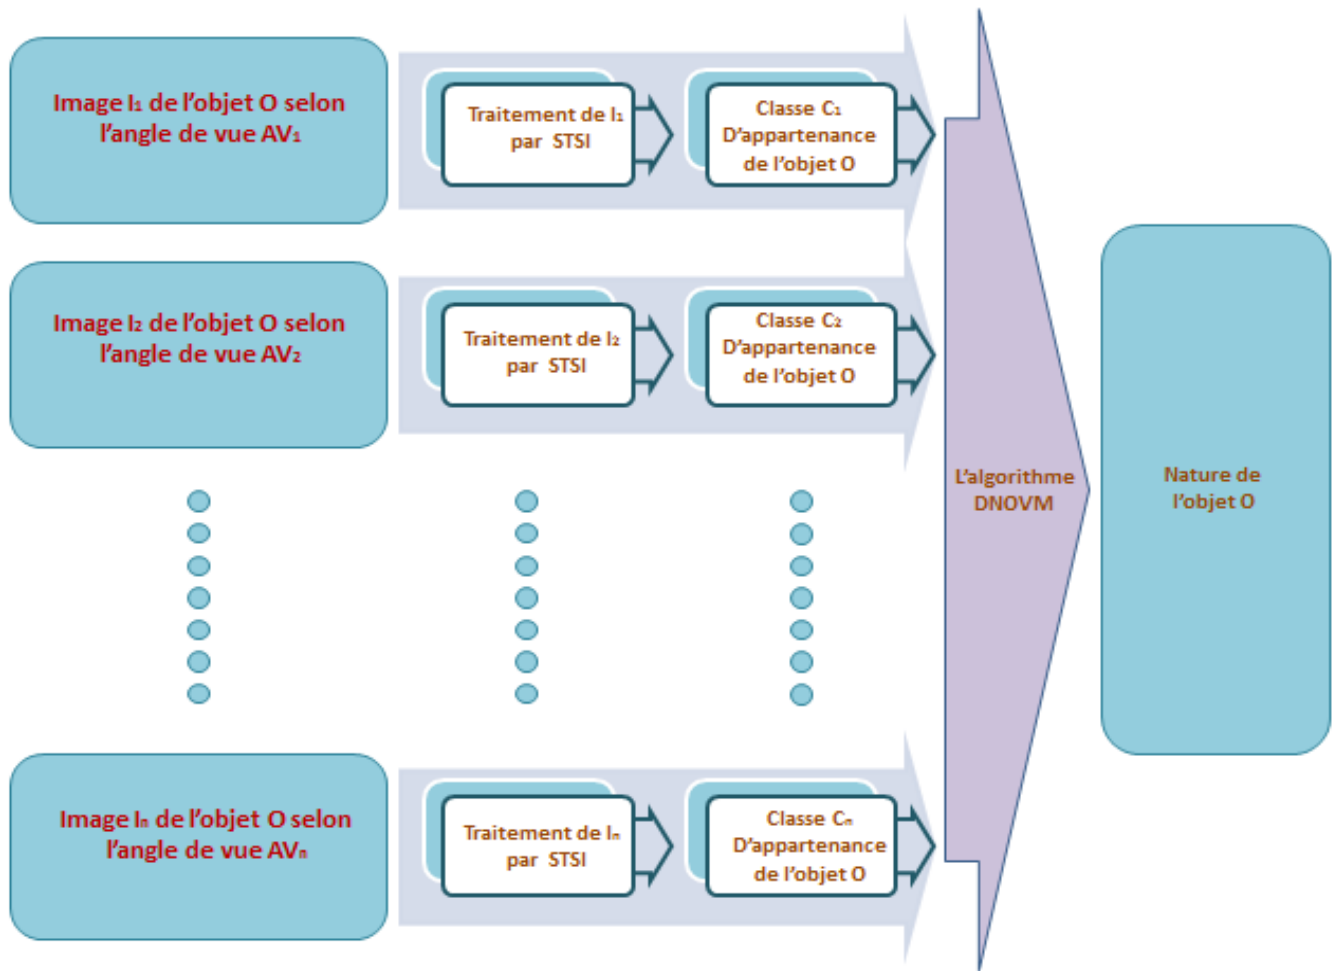 Image I₁ de l'objet O selon
l'angle de vue AV₁
Traitement de I₁
par STSI
Classe C₁
D'appartenance
de l'objet O
Image I₂ de l'objet O selon
l'angle de vue AV₂
Traitement de I₂
par STSI
Classe C₂
D'appartenance
de l'objet O
L'algorithme
DNOVM
Nature de
l'objet O
Image Iₙ de l'objet O selon
l'angle de vue AVₙ
Traitement de Iₙ
par STSI
Classe Cₙ
D'appartenance
de l'objet O